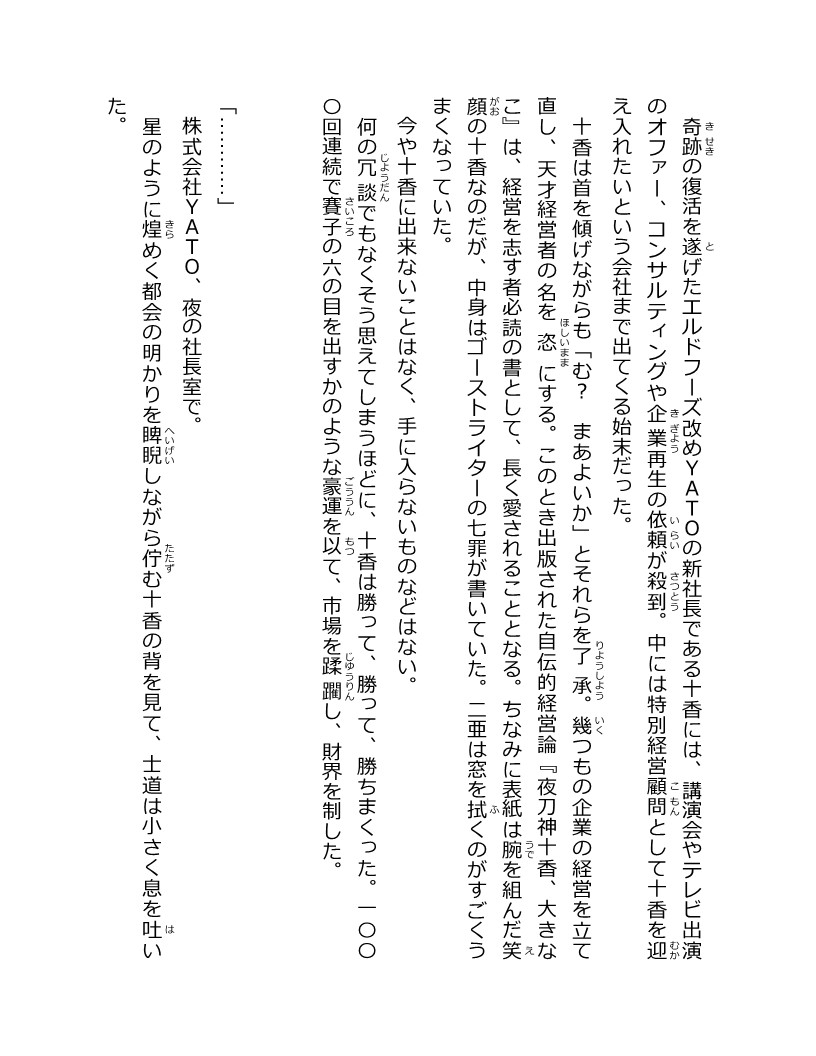 奇跡の復活を遂げたエルドフーズ改めＹＡＴＯの新社長である十香には、講演会やテレビ出演
のオファー、コンサルティングや企業再生の依頼が殺到。中には特別経営顧問として十香を迎
え入れたいという会社まで出てくる始末だった。
十香は首を傾げながらも「む？　まあよいか」とそれらを了承。幾つもの企業の経営を立て
直し、天才経営者の名を恣にする。このとき出版された自伝的経営論『夜刀神十香、大きな
こ』は、経営を志す者必読の書として、長く愛されることとなる。ちなみに表紙は腕を組んだ笑
顔の十香なのだが、中身はゴーストライターの七罪が書いていた。二亜は窓を拭くのがすごくう
まくなっていた。
今や十香に出来ないことはなく、手に入らないものなどはない。
何の冗談でもなくそう思えてしまうほどに、十香は勝って、勝って、勝ちまくった。一〇〇
〇回連続で賽子の六の目を出すかのような豪運を以て、市場を蹂躙し、財界を制した。
「…………」
株式会社ＹＡＴＯ、夜の社長室で。
星のように煌めく都会の明かりを睥睨しながら佇む十香の背を見て、士道は小さく息を吐い
た。